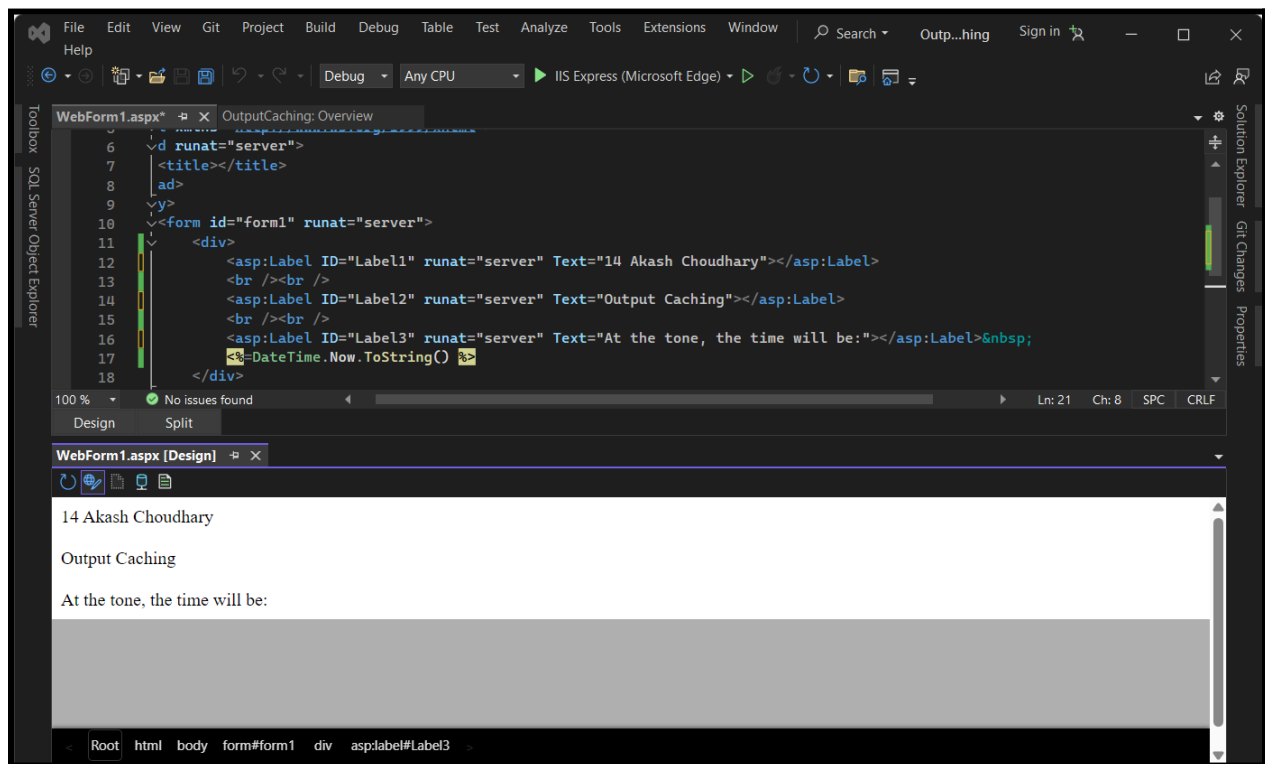 File Edit View Git Project Build Debug Table Test Analyze Tools Extensions Window Search Outp...hing Sign in
Help
Debug Any CPU IIS Express (Microsoft Edge)
Toolbox
SQL Server Object Explorer
WebForm1.aspx* OutputCaching: Overview
6 d runat="server">
7 <title></title>
8 ad>
9 y>
10 <form id="form1" runat="server">
11 <div>
12 <asp:Label ID="Label1" runat="server" Text="14 Akash Choudhary"></asp:Label>
13 <br /><br />
14 <asp:Label ID="Label2" runat="server" Text="Output Caching"></asp:Label>
15 <br /><br />
16 <asp:Label ID="Label3" runat="server" Text="At the tone, the time will be:"></asp:Label>&nbsp;
17 <%=DateTime.Now.ToString() %>
18 </div>
100 % No issues found Ln: 21 Ch: 8 SPC CRLF
Design Split
WebForm1.aspx [Design]
14 Akash Choudhary
Output Caching
At the tone, the time will be:
< Root html body form#form1 div asp:label#Label3 >
Solution Explorer
Git Changes
Properties